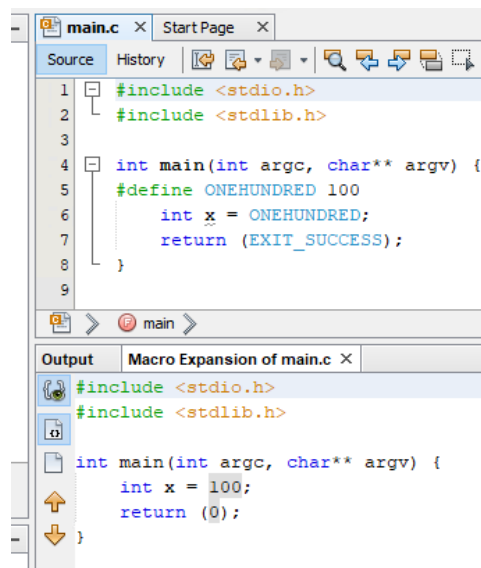 main.c × Start Page ×
Source History
1 #include <stdio.h>
2 #include <stdlib.h>
3
4 int main(int argc, char** argv) {
5 #define ONEHUNDRED 100
6 int x = ONEHUNDRED;
7 return (EXIT_SUCCESS);
8 }
9
main
Output Macro Expansion of main.c ×
#include <stdio.h>
#include <stdlib.h>
int main(int argc, char** argv) {
int x = 100;
return (0);
}